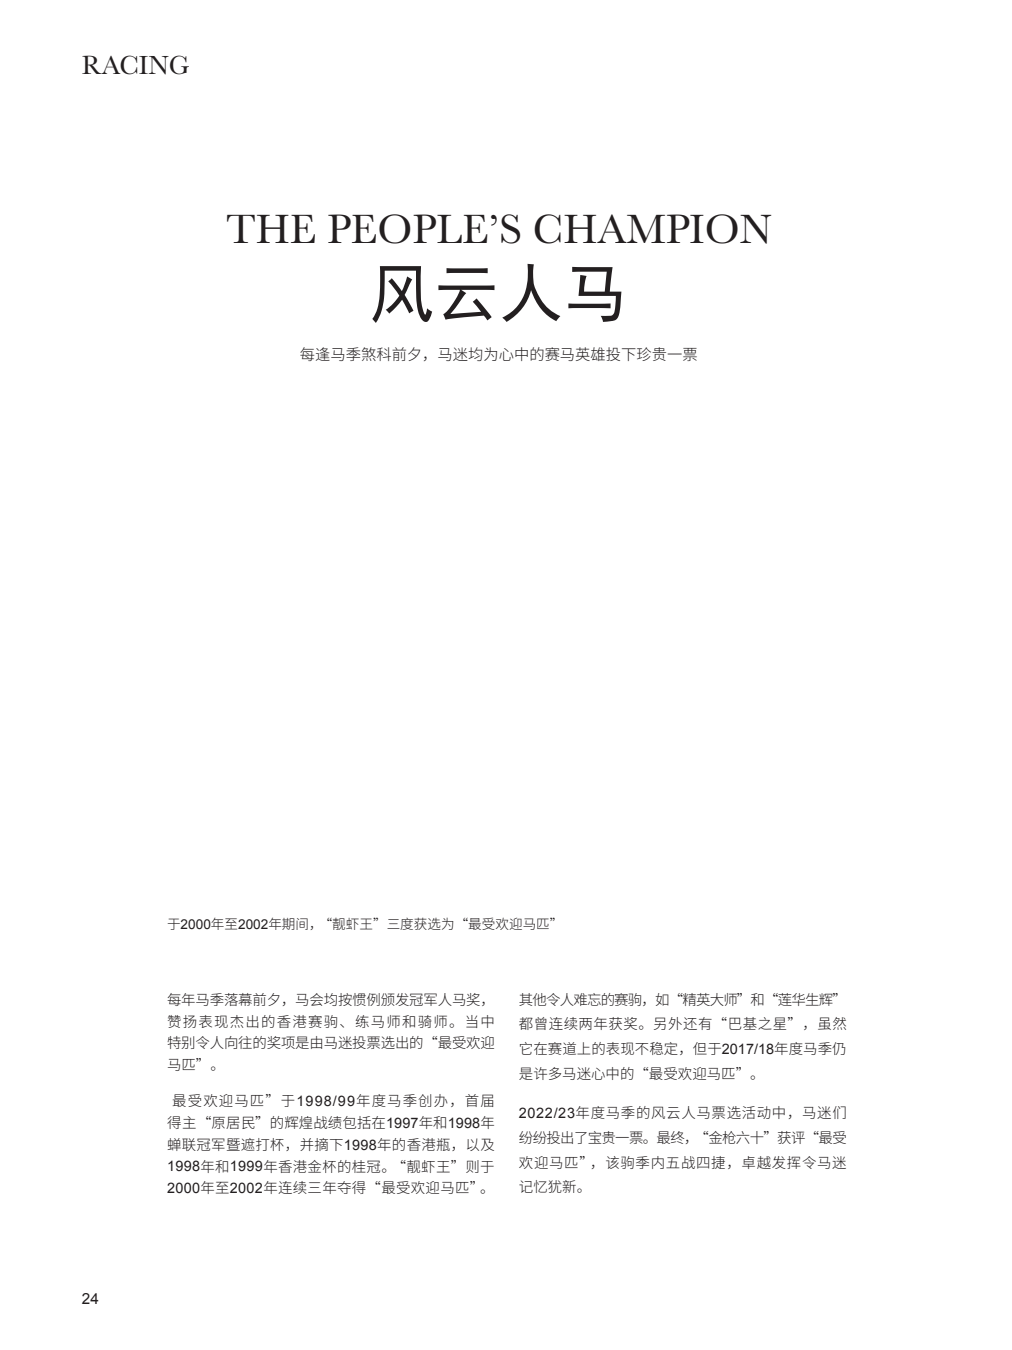 RACING
THE PEOPLE’S CHAMPION
风云人马
每逢马季煞科前夕，马迷均为心中的赛马英雄投下珍贵一票
于2000年至2002年期间，“靓虾王”三度获选为“最受欢迎马匹”
每年马季落幕前夕，马会均按惯例颁发冠军人马奖，
赞扬表现杰出的香港赛驹、练马师和骑师。当中
特别令人向往的奖项是由马迷投票选出的“最受欢迎
马匹”。
最受欢迎马匹”于1998/99年度马季创办，首届
得主“原居民”的辉煌战绩包括在1997年和1998年
蝉联冠军暨遮打杯，并摘下1998年的香港瓶，以及
1998年和1999年香港金杯的桂冠。“靓虾王”则于
2000年至2002年连续三年夺得“最受欢迎马匹”。
其他令人难忘的赛驹，如“精英大师”和“莲华生辉”
都曾连续两年获奖。另外还有“巴基之星”，虽然
它在赛道上的表现不稳定，但于2017/18年度马季仍
是许多马迷心中的“最受欢迎马匹”。
2022/23年度马季的风云人马票选活动中，马迷们
纷纷投出了宝贵一票。最终，“金枪六十”获评“最受
欢迎马匹”，该驹季内五战四捷，卓越发挥令马迷
记忆犹新。
24